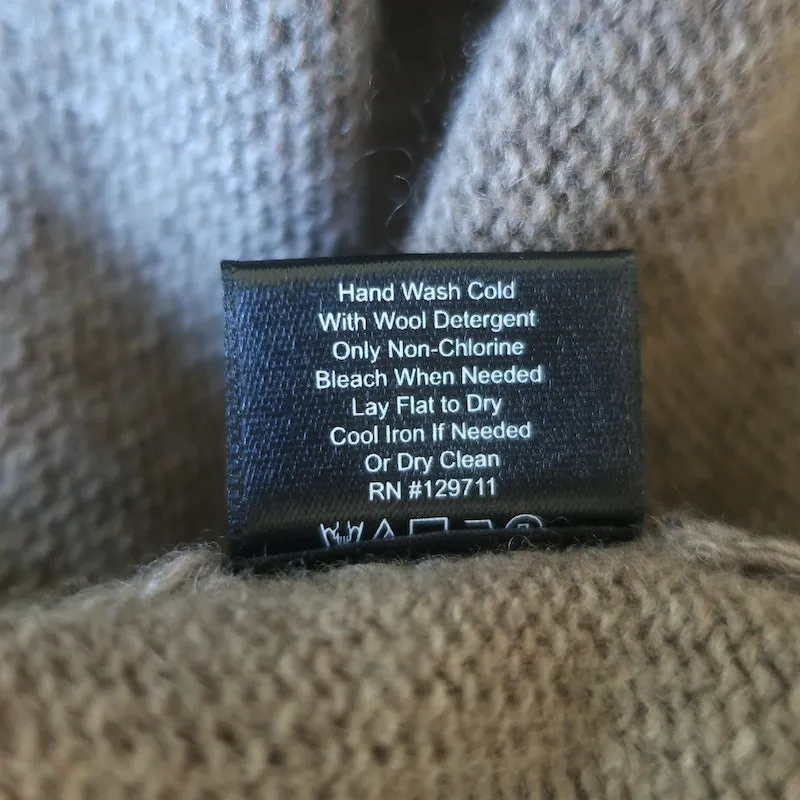 Hand Wash Cold
With Wool Detergent
Only Non-Chlorine
Bleach When Needed
Lay Flat to Dry
Cool Iron If Needed
Or Dry Clean
RN #129711